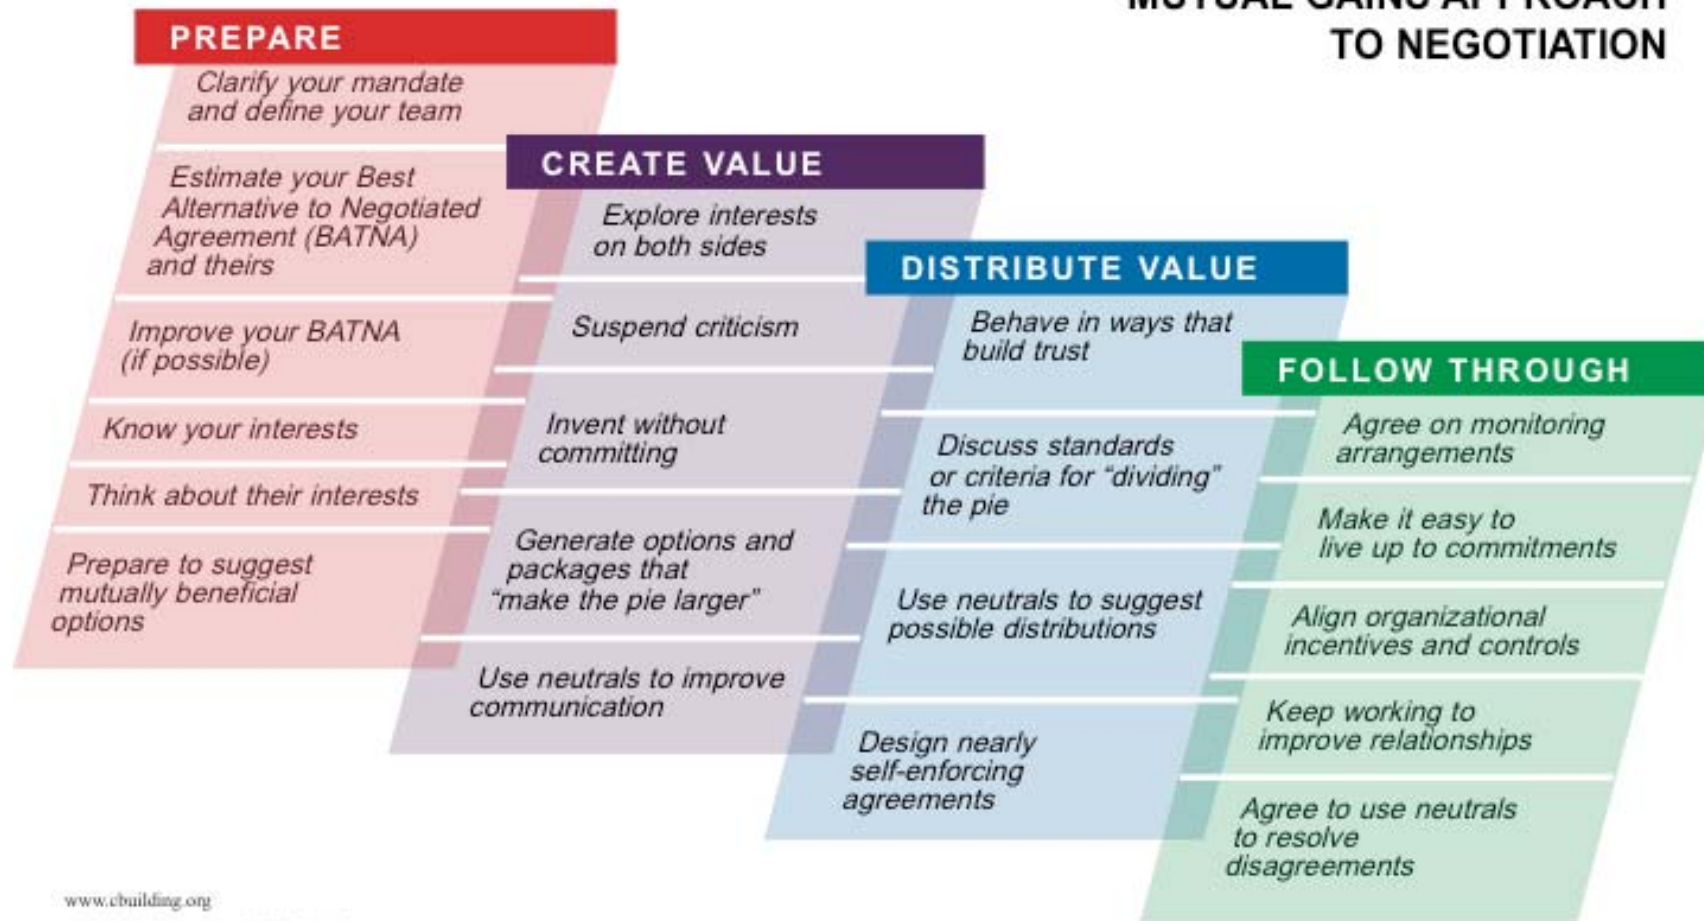 MUTUAL GAINS APPROACH
TO NEGOTIATION
PREPARE
Clarify your mandate
and define your team
Estimate your Best
Alternative to Negotiated
Agreement (BATNA)
and theirs
Improve your BATNA
(if possible)
Know your interests
Think about their interests
Prepare to suggest
mutually beneficial
options
CREATE VALUE
Explore interests
on both sides
Suspend criticism
Invent without
committing
Generate options and
packages that
“make the pie larger”
Use neutrals to improve
communication
DISTRIBUTE VALUE
Behave in ways that
build trust
Discuss standards
or criteria for “dividing”
the pie
Use neutrals to suggest
possible distributions
Design nearly
self-enforcing
agreements
FOLLOW THROUGH
Agree on monitoring
arrangements
Make it easy to
live up to commitments
Align organizational
incentives and controls
Keep working to
improve relationships
Agree to use neutrals
to resolve
disagreements
www.cbuilding.org